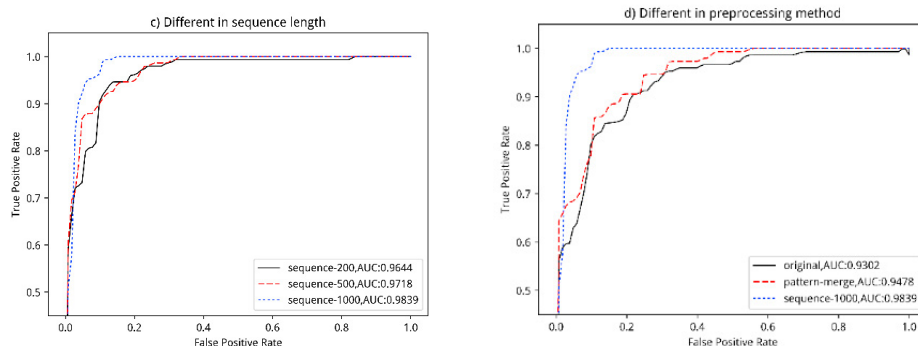 c) Different in sequence length
1.0
0.9
0.8
0.7
0.6
0.5
True Positive Rate
sequence-200,AUC:0.9644
sequence-500,AUC:0.9718
sequence-1000,AUC:0.9839
0.0 0.2 0.4 0.6 0.8 1.0
False Positive Rate
d) Different in preprocessing method
1.0
0.9
0.8
0.7
0.6
0.5
True Positive Rate
original,AUC:0.9302
pattern-merge,AUC:0.9478
sequence-1000,AUC:0.9839
0.0 0.2 0.4 0.6 0.8 1.0
False Positive Rate